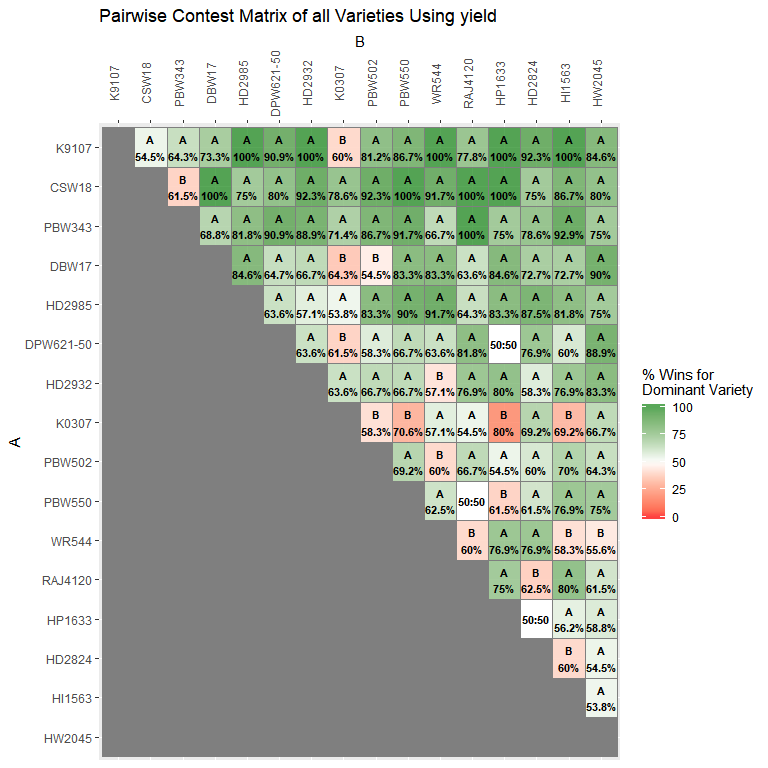 Pairwise Contest Matrix of all Varieties Using yield
B
K9107 CSW18 PBW343 DBW17 HD2985 DPW621-50 HD2932 K0307 PBW502 PBW550 WR544 RAJ4120 HP1633 HD2824 HI1563 HW2045
K9107 A A A A A A B A A A A A A A A
54.5% 64.3% 73.3% 100% 90.9% 100% 60% 81.2% 86.7% 100% 77.8% 100% 92.3% 100% 84.6%
CSW18 B A A A A A A A A A A A A A
61.5% 100% 75% 80% 92.3% 78.6% 92.3% 100% 91.7% 100% 100% 75% 86.7% 80%
PBW343 A A A A A A A A A A A A A
68.8% 81.8% 90.9% 88.9% 71.4% 86.7% 91.7% 66.7% 100% 75% 78.6% 92.9% 75%
DBW17 A A A B B A A A A A A A
84.6% 64.7% 66.7% 64.3% 54.5% 83.3% 83.3% 63.6% 84.6% 72.7% 72.7% 90%
HD2985 A A A A A A A A A A A
63.6% 57.1% 53.8% 83.3% 90% 91.7% 64.3% 83.3% 87.5% 81.8% 75%
DPW621-50 A B A A A A 50:50 A A A
63.6% 61.5% 58.3% 66.7% 63.6% 81.8% 76.9% 60% 88.9%
HD2932 A A A B A A A A A
63.6% 66.7% 66.7% 57.1% 76.9% 80% 58.3% 76.9% 83.3%
K0307 B B A A B A B A
58.3% 70.6% 57.1% 54.5% 80% 69.2% 69.2% 66.7%
PBW502 A B A A A A A
69.2% 60% 66.7% 54.5% 60% 70% 64.3%
PBW550 A 50:50 B A A A
62.5% 61.5% 61.5% 76.9% 75%
WR544 B A A B B
60% 76.9% 76.9% 58.3% 55.6%
RAJ4120 A B A A
75% 62.5% 80% 61.5%
HP1633 50:50 A A
56.2% 58.8%
HD2824 B A
60% 54.5%
HI1563 A
53.8%
HW2045
A
% Wins for
Dominant Variety
100
75
50
25
0